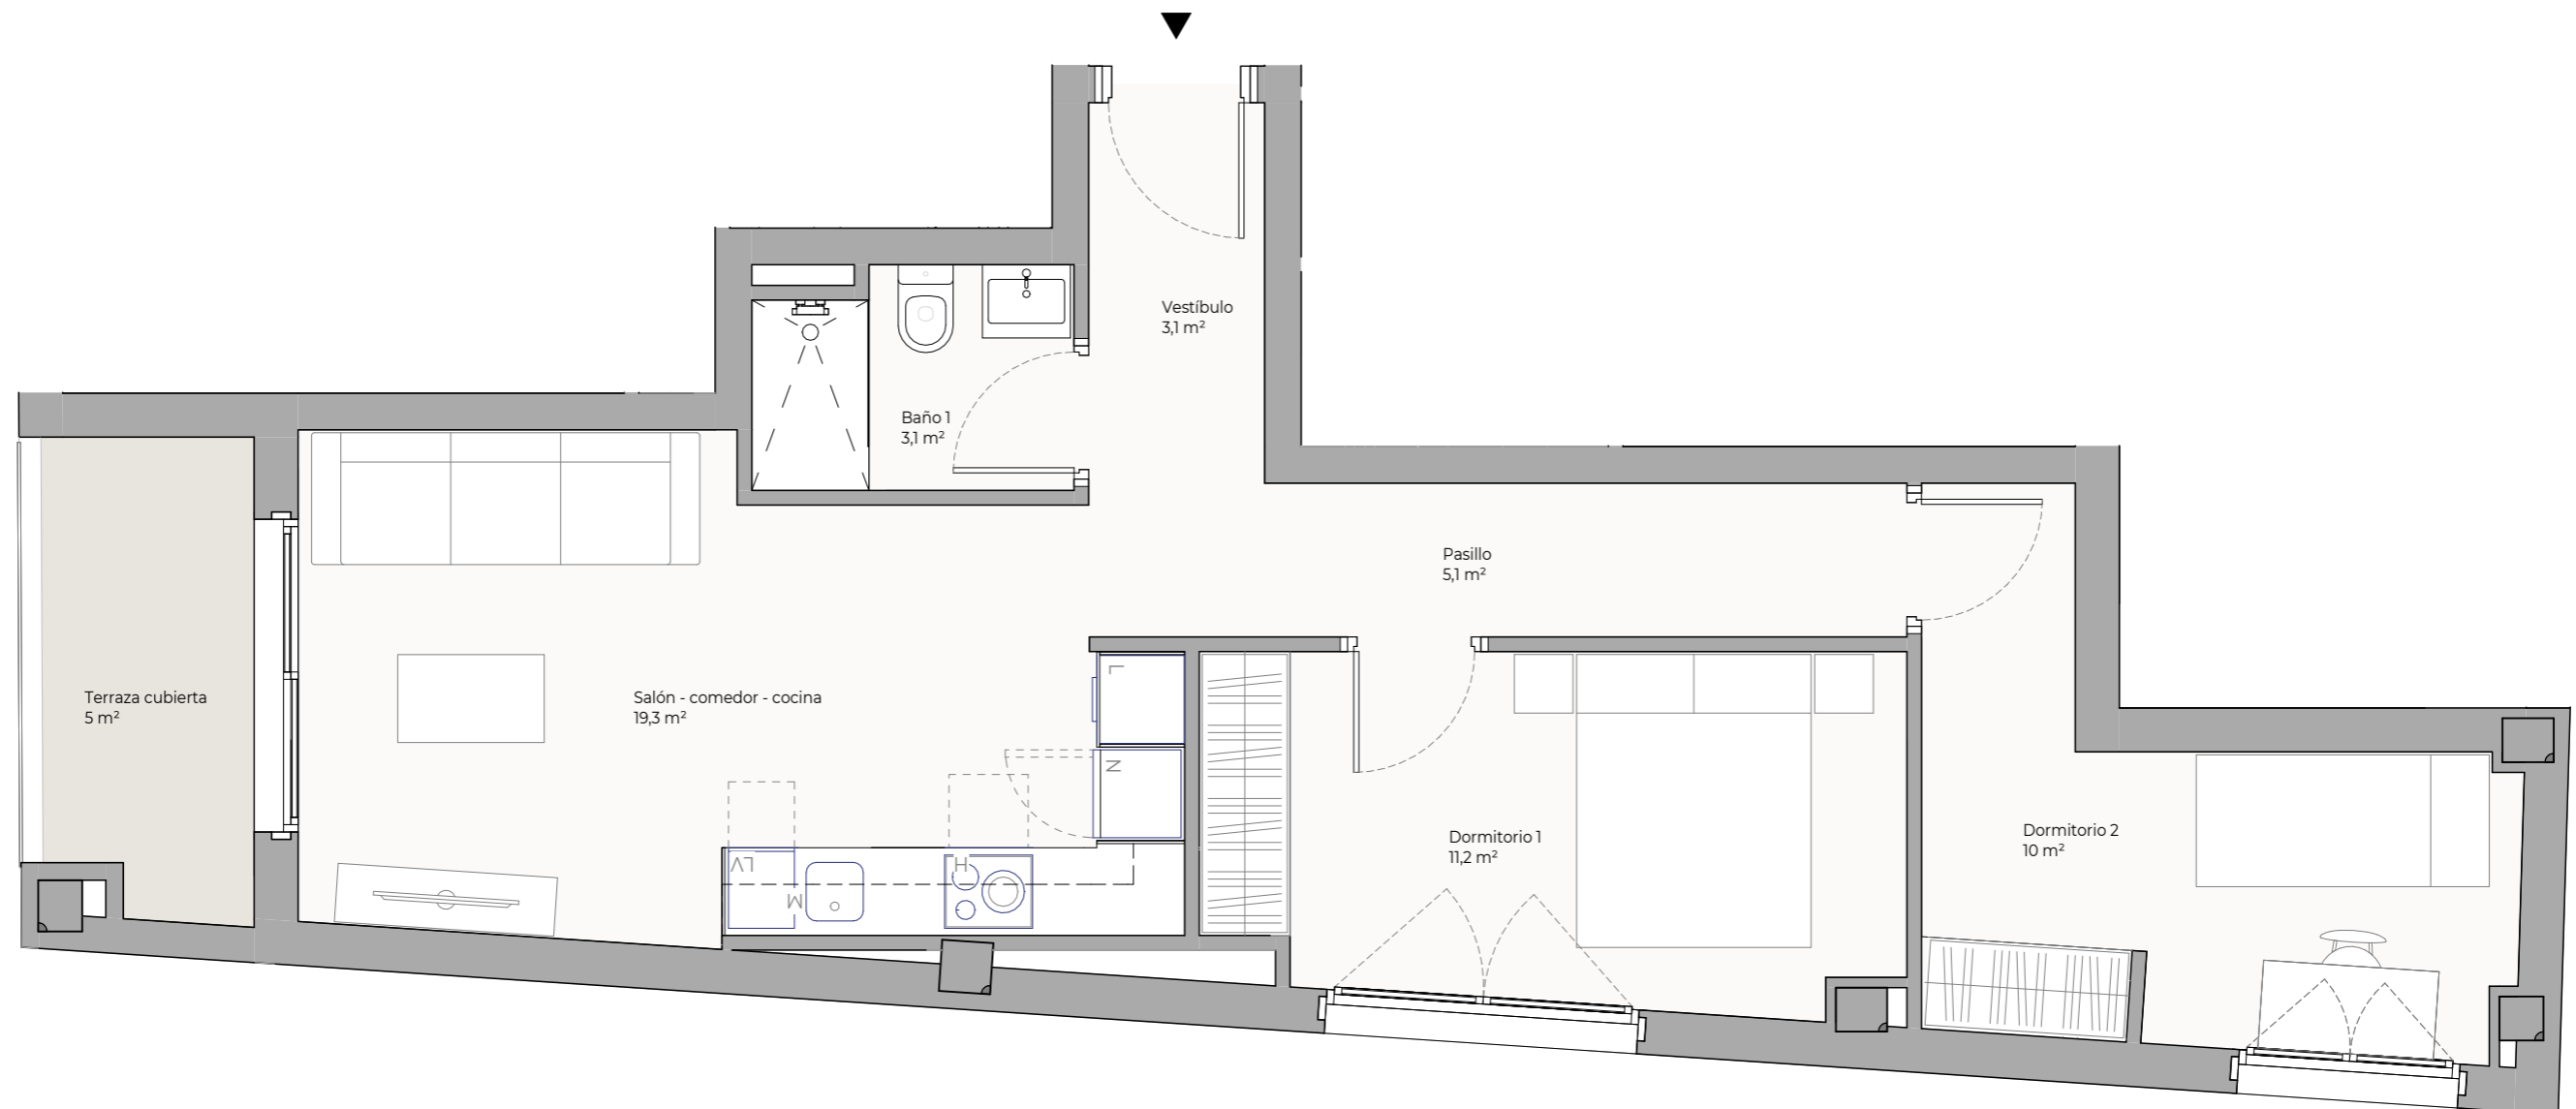 Vestíbulo
3,1 m²
Baño 1
3,1 m²
Pasillo
5,1 m²
Terraza cubierta
5 m²
Salón - comedor - cocina
19,3 m²
L
N
LV
M
H
Dormitorio 1
11,2 m²
Dormitorio 2
10 m²